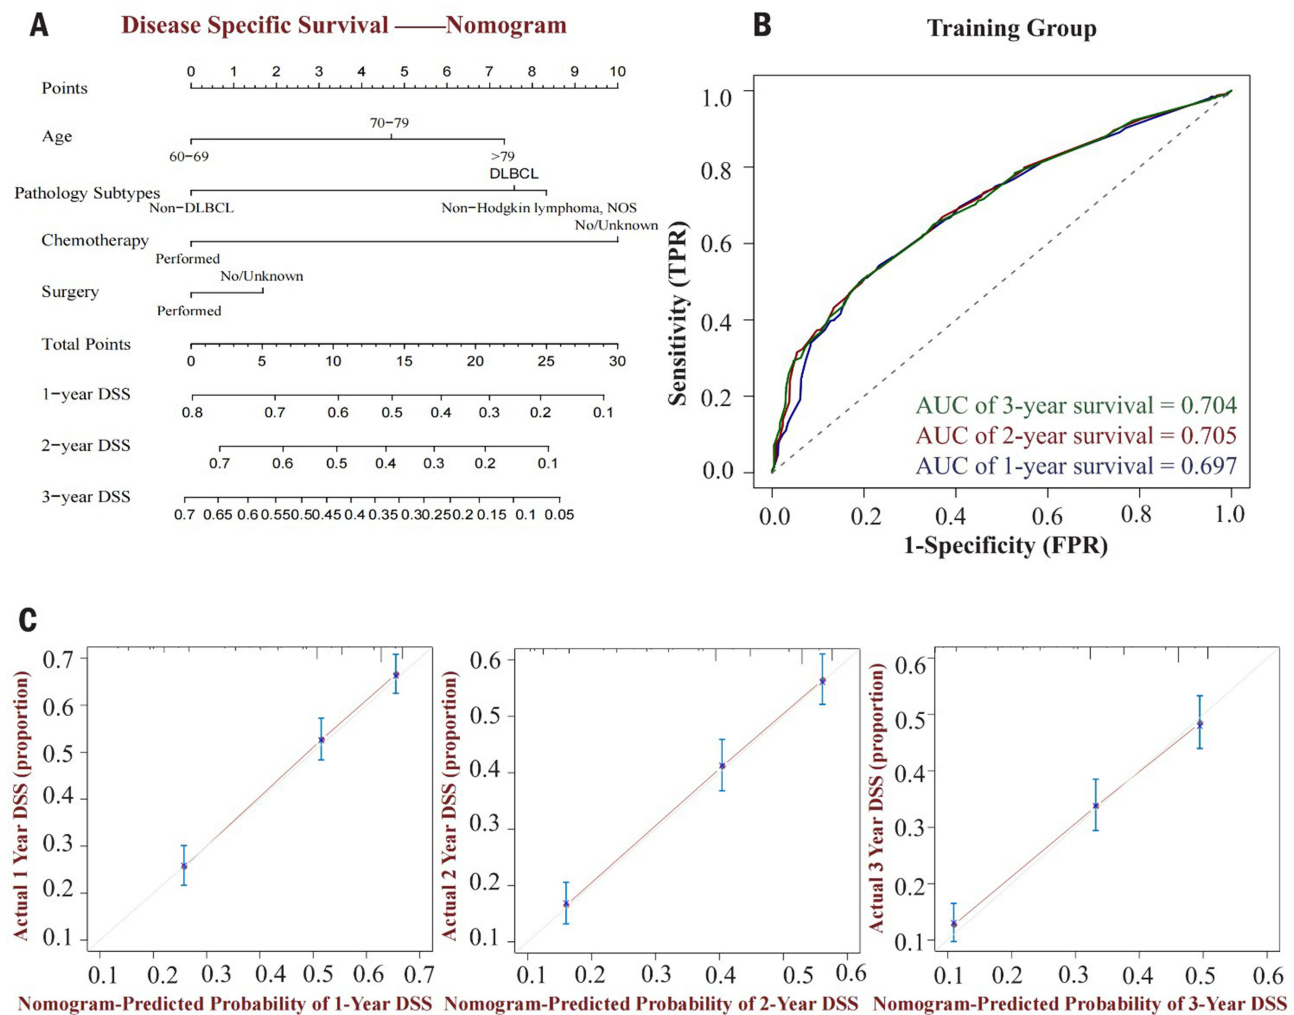 A
Disease Specific Survival ——Nomogram
Points
0 1 2 3 4 5 6 7 8 9 10
Age
70−79
60−69
>79
Pathology Subtypes
DLBCL
Non−DLBCL
Non−Hodgkin lymphoma, NOS
Chemotherapy
No/Unknown
Performed
Surgery
No/Unknown
Performed
Total Points
0 5 10 15 20 25 30
1−year DSS
0.8 0.7 0.6 0.5 0.4 0.3 0.2 0.1
2−year DSS
0.7 0.6 0.5 0.4 0.3 0.2 0.1
3−year DSS
0.7 0.65 0.6 0.55 0.50 0.45 0.4 0.35 0.3 0.25 0.2 0.15 0.1 0.05
B
Training Group
Sensitivity (TPR)
1.0
0.8
0.6
0.4
0.2
0.0
AUC of 3-year survival = 0.704
AUC of 2-year survival = 0.705
AUC of 1-year survival = 0.697
0.0 0.2 0.4 0.6 0.8 1.0
1-Specificity (FPR)
C
Actual 1 Year DSS (proportion)
0.7
0.6
0.5
0.4
0.3
0.2
0.1
0.1 0.2 0.3 0.4 0.5 0.6 0.7
Nomogram-Predicted Probability of 1-Year DSS
Actual 2 Year DSS (proportion)
0.6
0.5
0.4
0.3
0.2
0.1
0.1 0.2 0.3 0.4 0.5 0.6
Nomogram-Predicted Probability of 2-Year DSS
Actual 3 Year DSS (proportion)
0.6
0.5
0.4
0.3
0.2
0.1
0.1 0.2 0.3 0.4 0.5 0.6
Nomogram-Predicted Probability of 3-Year DSS